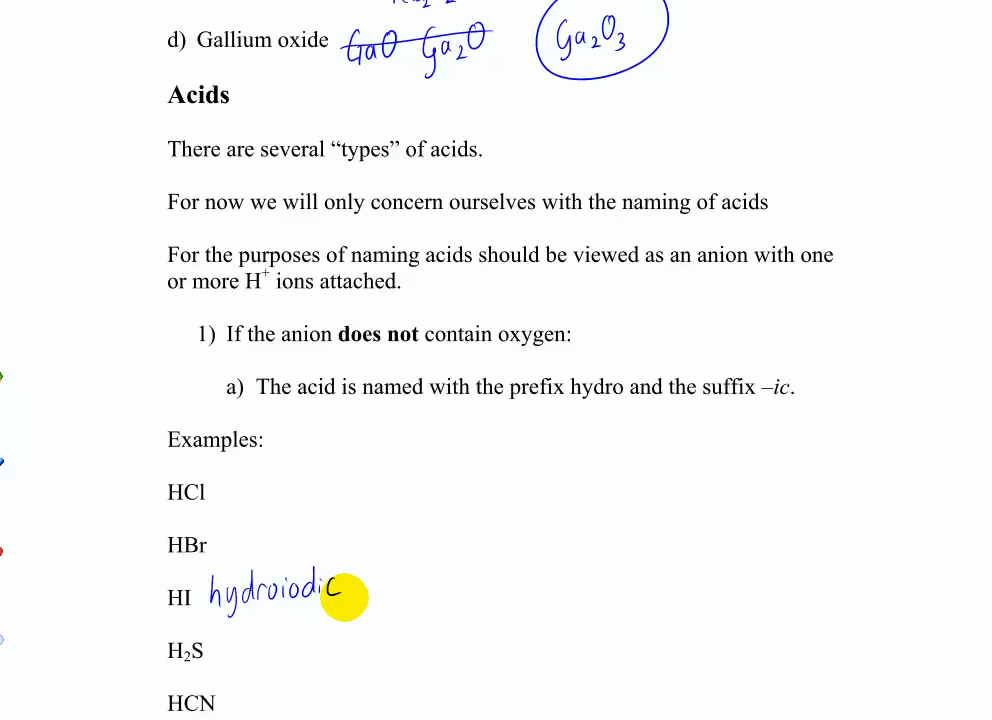 d) Gallium oxide GaO Ga₂O Ga₂O₃
Acids
There are several “types” of acids.
For now we will only concern ourselves with the naming of acids
For the purposes of naming acids should be viewed as an anion with one
or more H⁺ ions attached.
1) If the anion does not contain oxygen:
a) The acid is named with the prefix hydro and the suffix –ic.
Examples:
HCl
HBr
HI hydroiodic
H₂S
HCN